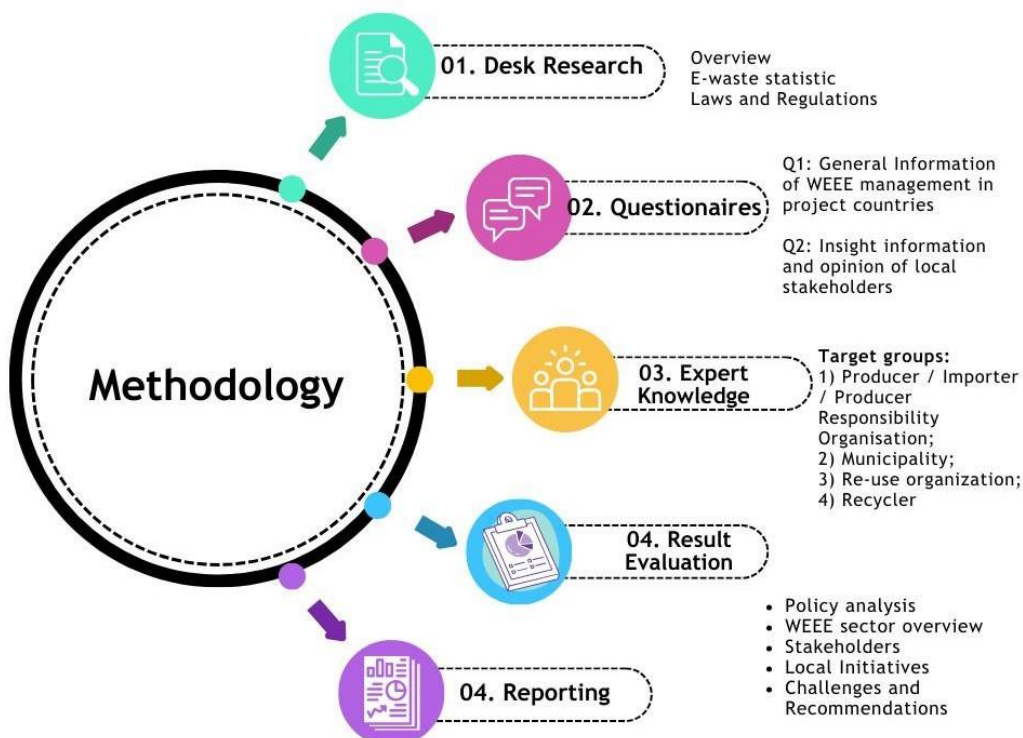 01. Desk Research
Overview
E-waste statistic
Laws and Regulations
02. Questionaires
Q1: General Information
of WEEE management in
project countries
Q2: Insight information
and opinion of local
stakeholders
Methodology
03. Expert
Knowledge
Target groups:
1) Producer / Importer
/ Producer
Responsibility
Organisation;
2) Municipality;
3) Re-use organization;
4) Recycler
04. Result
Evaluation
04. Reporting
• Policy analysis
• WEEE sector overview
• Stakeholders
• Local Initiatives
• Challenges and
Recommendations